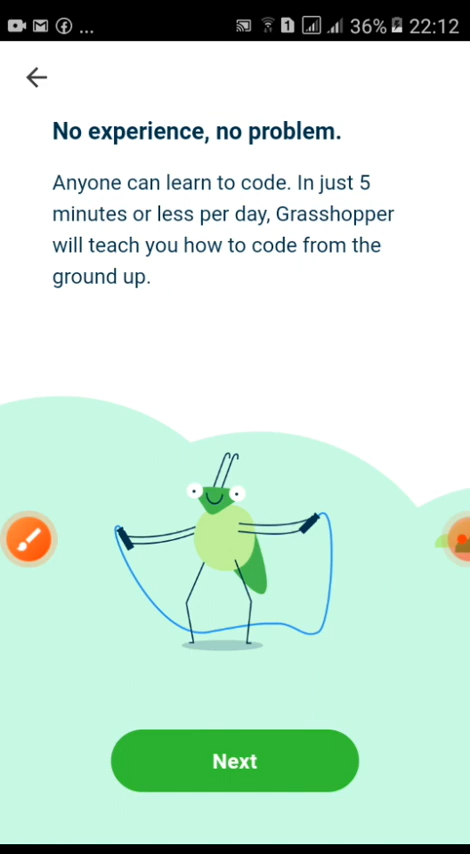 ... 1 36% 22:12
No experience, no problem.
Anyone can learn to code. In just 5
minutes or less per day, Grasshopper
will teach you how to code from the
ground up.
Next